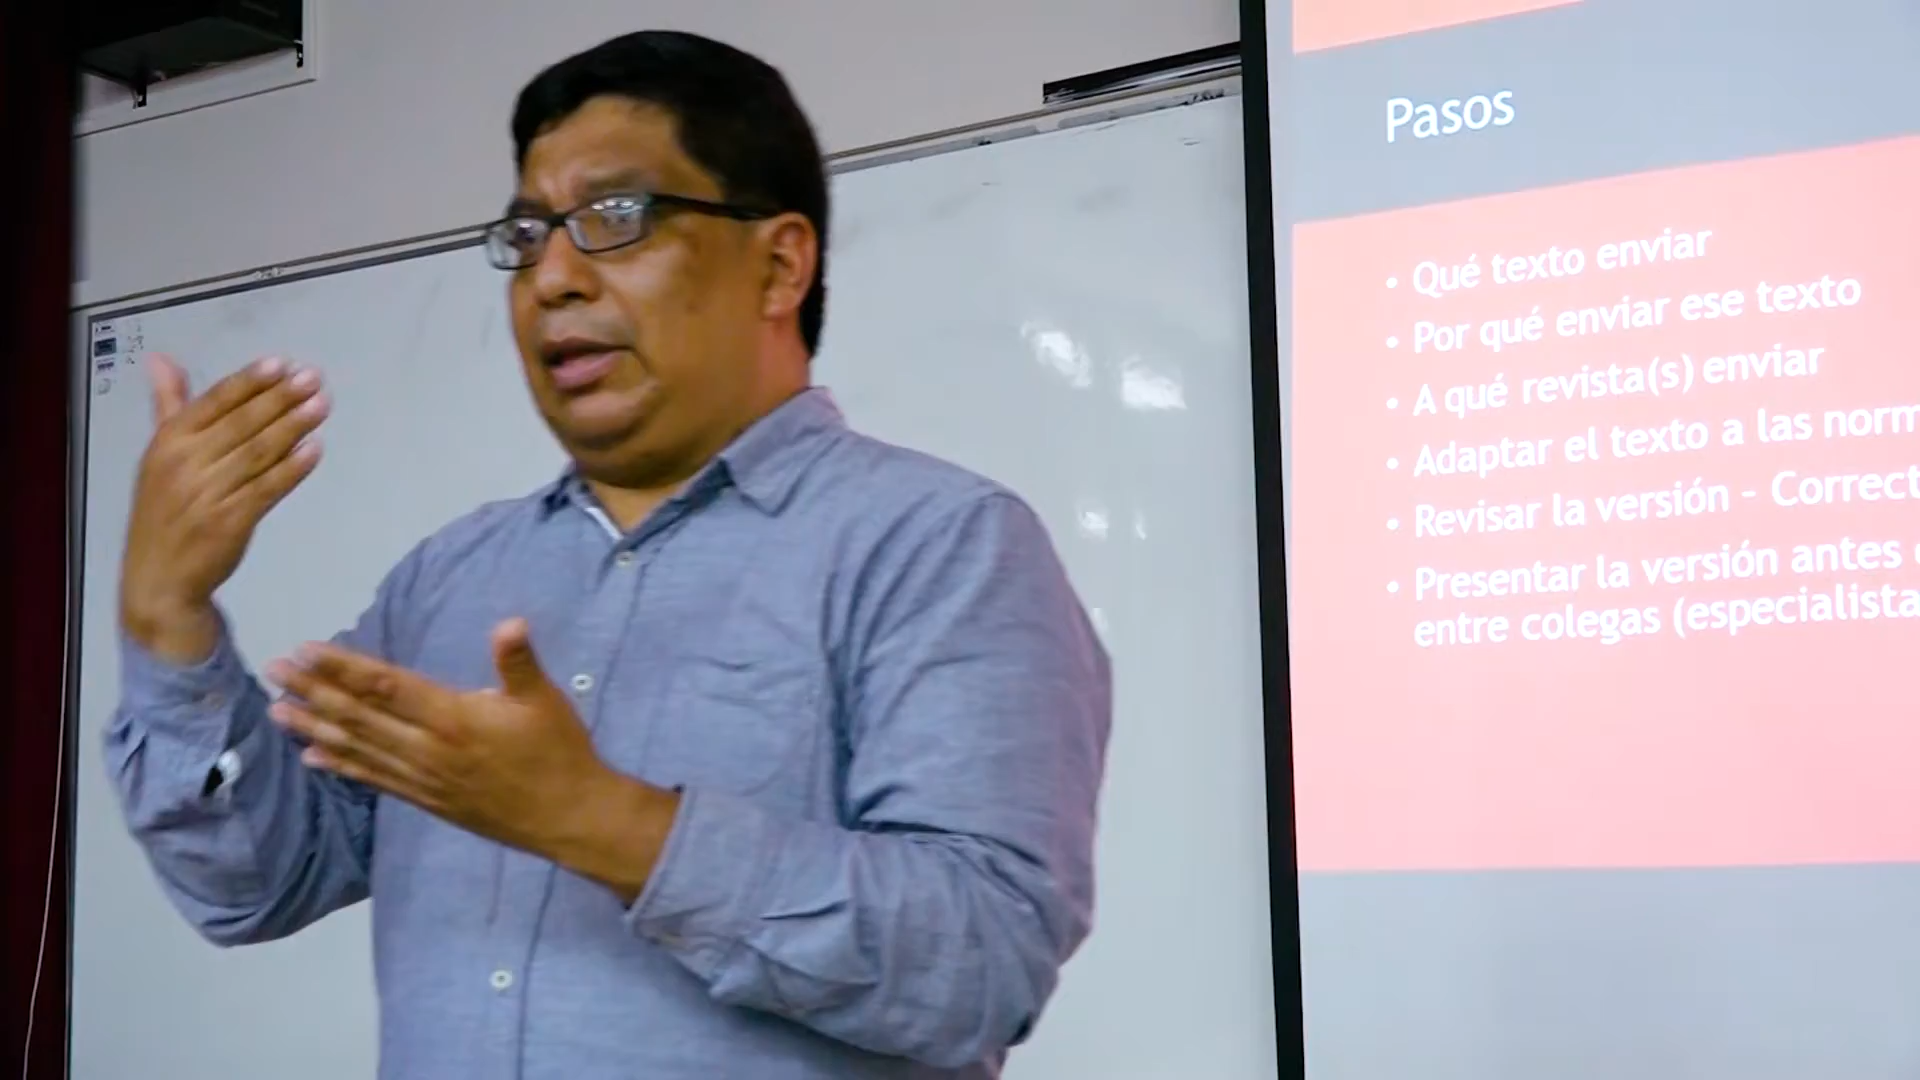 Pasos
• Qué texto enviar
• Por qué enviar ese texto
• A qué revista(s) enviar
• Adaptar el texto a las norm
• Revisar la versión - Correct
• Presentar la versión antes
entre colegas (especialista